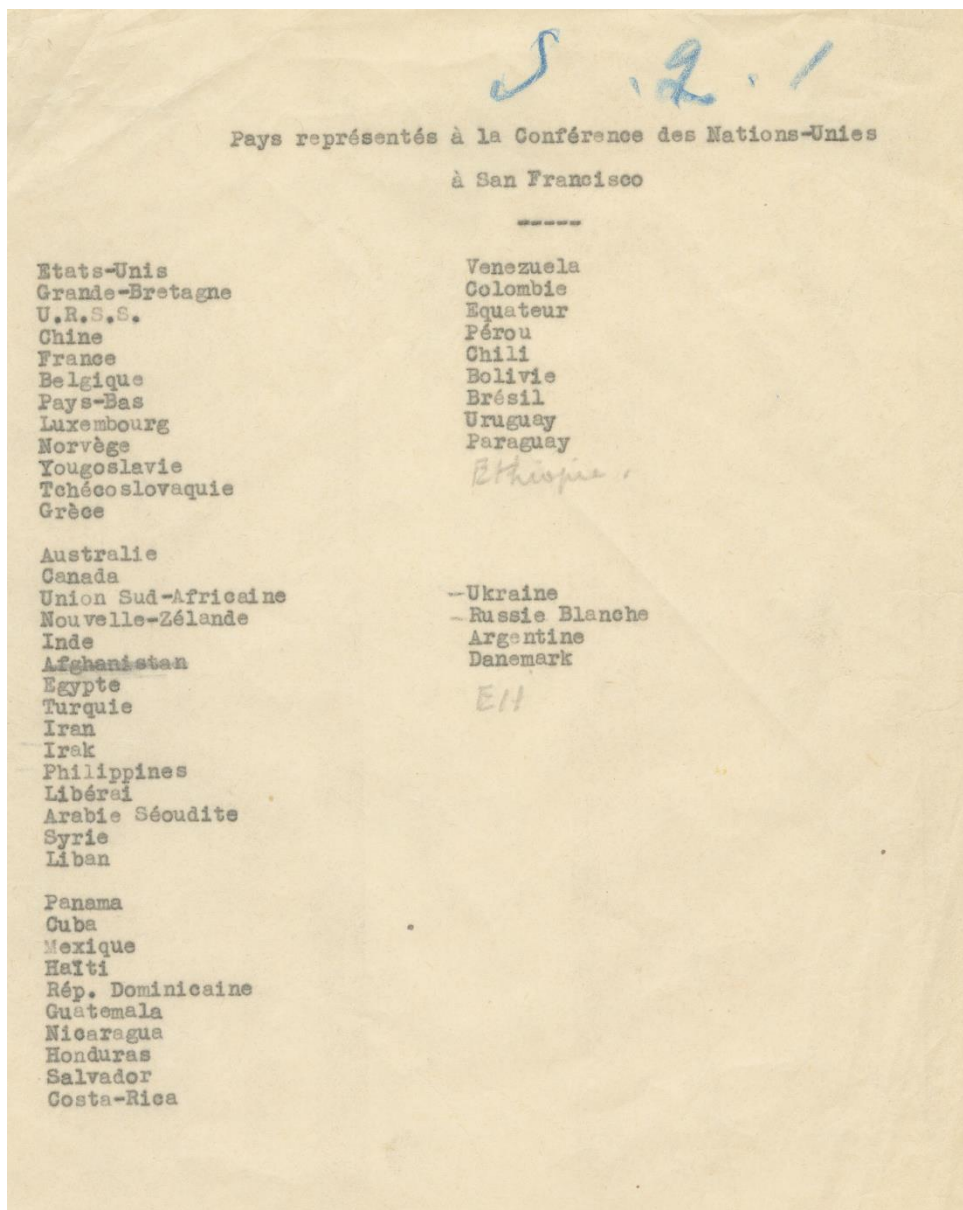 S.2.1
Pays représentés à la Conférence des Nations-Unies
à San Francisco
-----
Etats-Unis
Grande-Bretagne
U.R.S.S.
Chine
France
Belgique
Pays-Bas
Luxembourg
Norvège
Yougoslavie
Tchécoslovaquie
Grèce
Australie
Canada
Union Sud-Africaine
Nouvelle-Zélande
Inde
Afghanistan
Egypte
Turquie
Iran
Irak
Philippines
Libérai
Arabie Séoudite
Syrie
Liban
Panama
Cuba
Mexique
Haïti
Rép. Dominicaine
Guatemala
Nicaragua
Honduras
Salvador
Costa-Rica
Venezuela
Colombie
Equateur
Pérou
Chili
Bolivie
Brésil
Uruguay
Paraguay
Ethiopie.
-Ukraine
-Russie Blanche
Argentine
Danemark